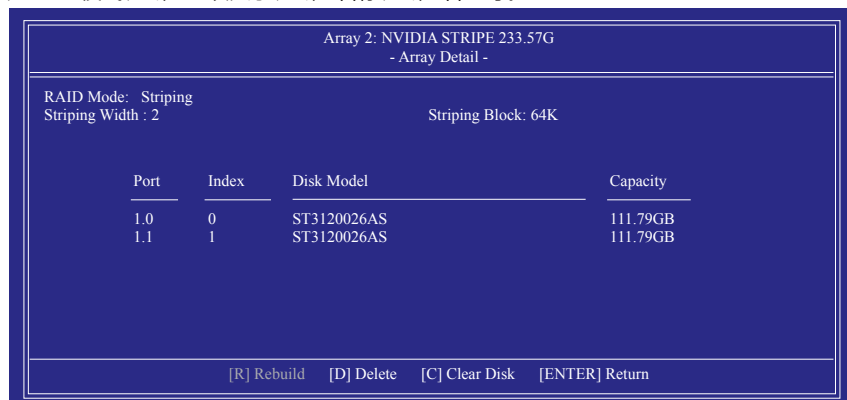 Array 2: NVIDIA STRIPE 233.57G
- Array Detail -
RAID Mode: Striping
Striping Width : 2 Striping Block: 64K
Port Index Disk Model Capacity
1.0 0 ST3120026AS 111.79GB
1.1 1 ST3120026AS 111.79GB
[R] Rebuild [D] Delete [C] Clear Disk [ENTER] Return